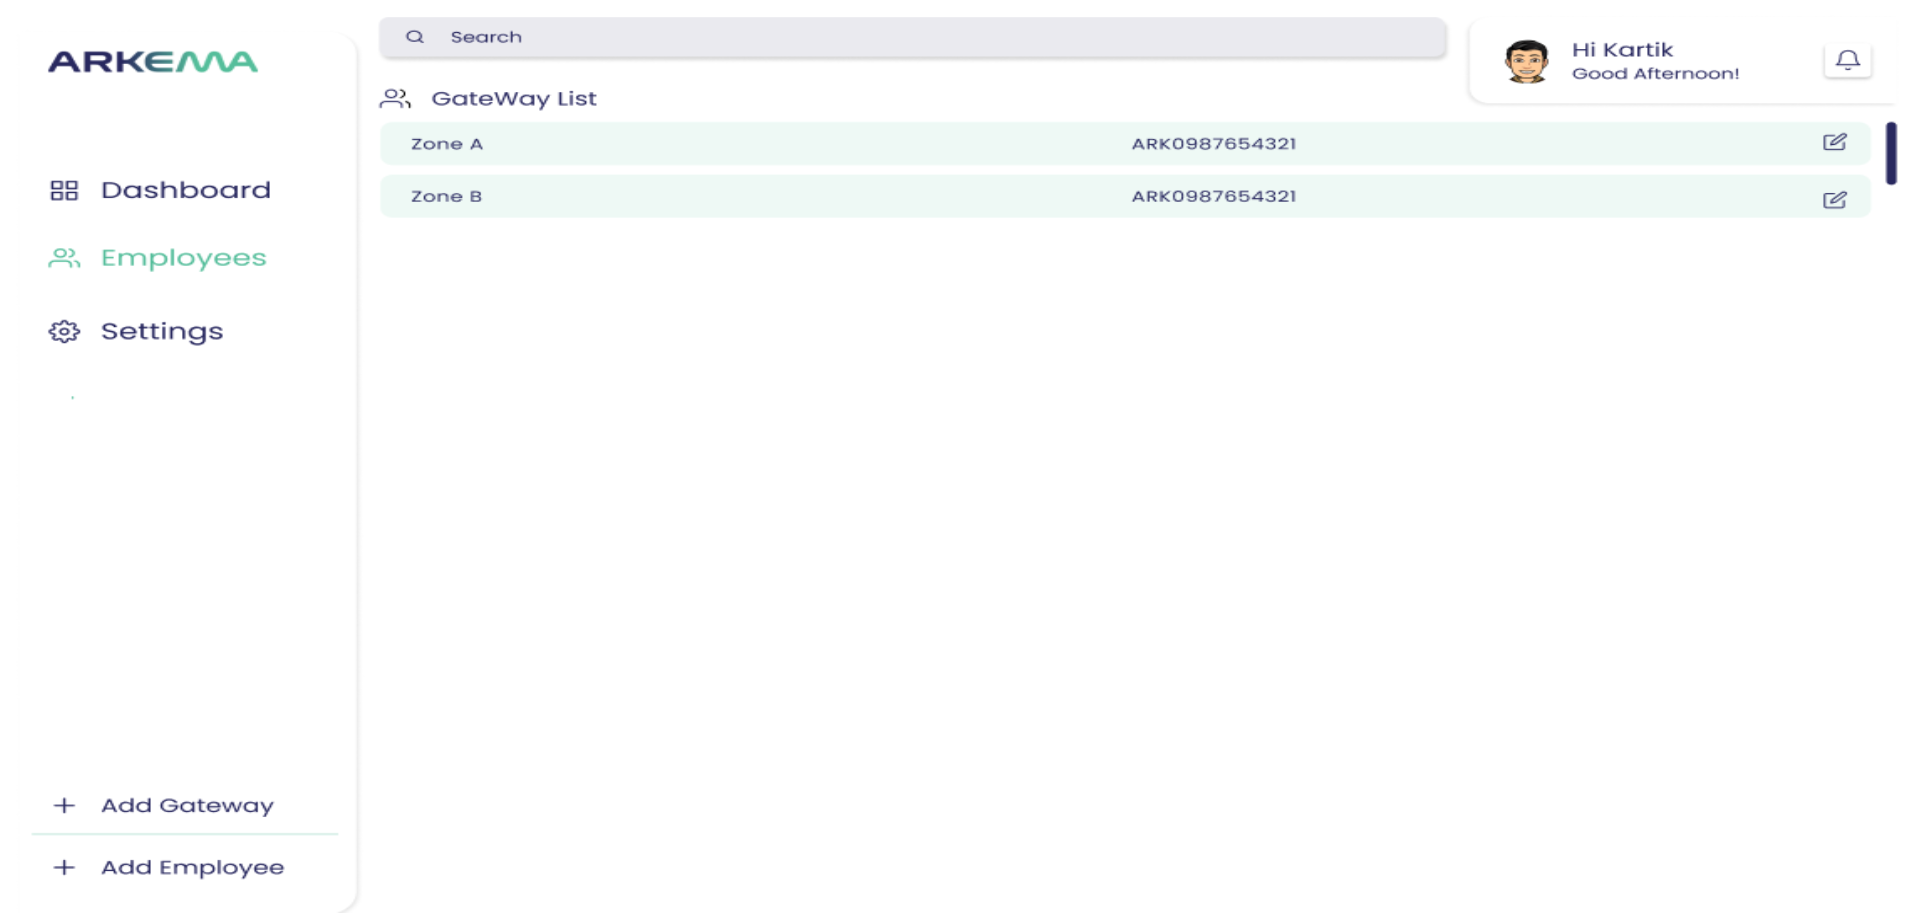 ARKEMA
Dashboard
Employees
Settings
Add Gateway
Add Employee
Search
Hi Kartik
Good Afternoon!
GateWay List
Zone A ARK0987654321
Zone B ARK0987654321